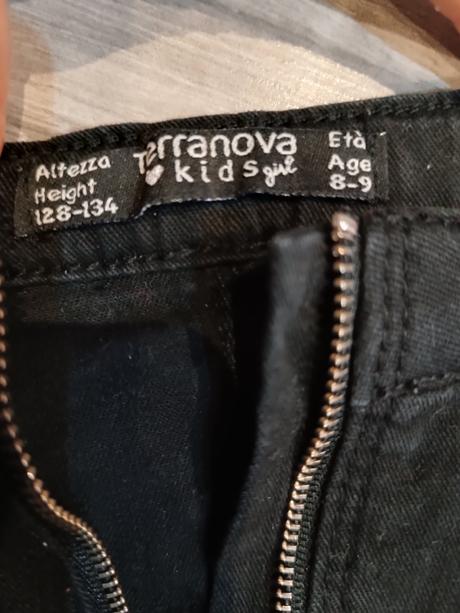 Altezza
Height
128-134
Terranova
kids girl
Età
Age
8-9